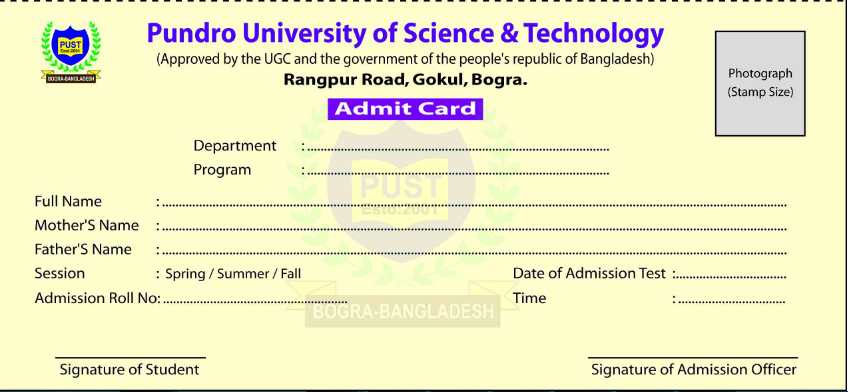 PUST
Estd:2001
BOGRA-BANGLADESH
Pundro University of Science & Technology
(Approved by the UGC and the government of the people's republic of Bangladesh)
Rangpur Road, Gokul, Bogra.
Admit Card
Photograph
(Stamp Size)
Department :
Program :
PUST
Estd:2001
Full Name :
Mother'S Name :
Father'S Name :
Session : Spring / Summer / Fall Date of Admission Test :
Admission Roll No: Time :
BOGRA-BANGLADESH
Signature of Student Signature of Admission Officer